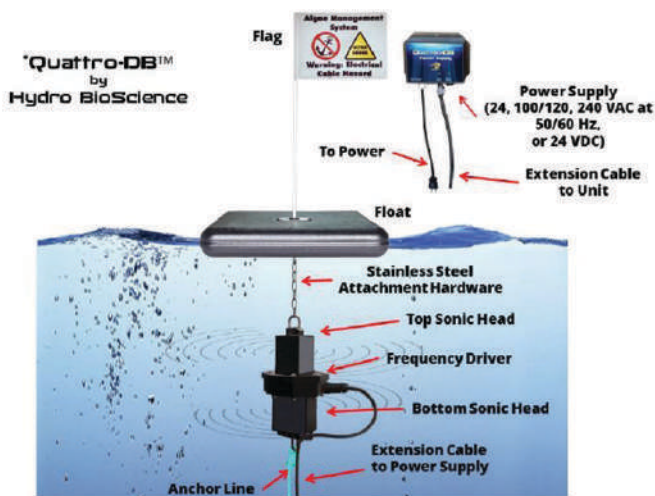 "Quattro-DB™
by
Hydro BioScience
Flag
Algae Management
System
Warning: Electrical
Cable Hazard
Power Supply
(24, 100/120, 240 VAC at
50/60 Hz,
or 24 VDC)
To Power
Extension Cable
to Unit
Float
Stainless Steel
Attachment Hardware
Top Sonic Head
Frequency Driver
Bottom Sonic Head
Extension Cable
to Power Supply
Anchor Line